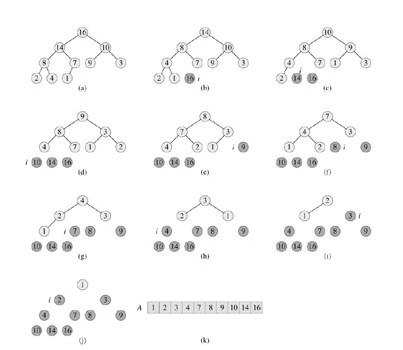 16
14 10
8 7 9 3
2 4 1
(a)
14
8 10
4 7 9 3
2 1 16 i
(b)
10
8 9
4 7 1 3
i
2 14 16
(c)
9
8 3
4 7 1 2
i 10 14 16
(d)
8
7 3
4 2 1 i 9
10 14 16
(e)
7
4 3
1 2 8 i 9
10 14 16
(f)
4
2 3
1 i 7 8 9
10 14 16
(g)
3
2 1
i 4 7 8 9
10 14 16
(h)
2
1 3 i
4 7 8 9
10 14 16
(i)
1
i 2 3
4 7 8 9
10 14 16
(j)
A 1 2 3 4 7 8 9 10 14 16
(k)